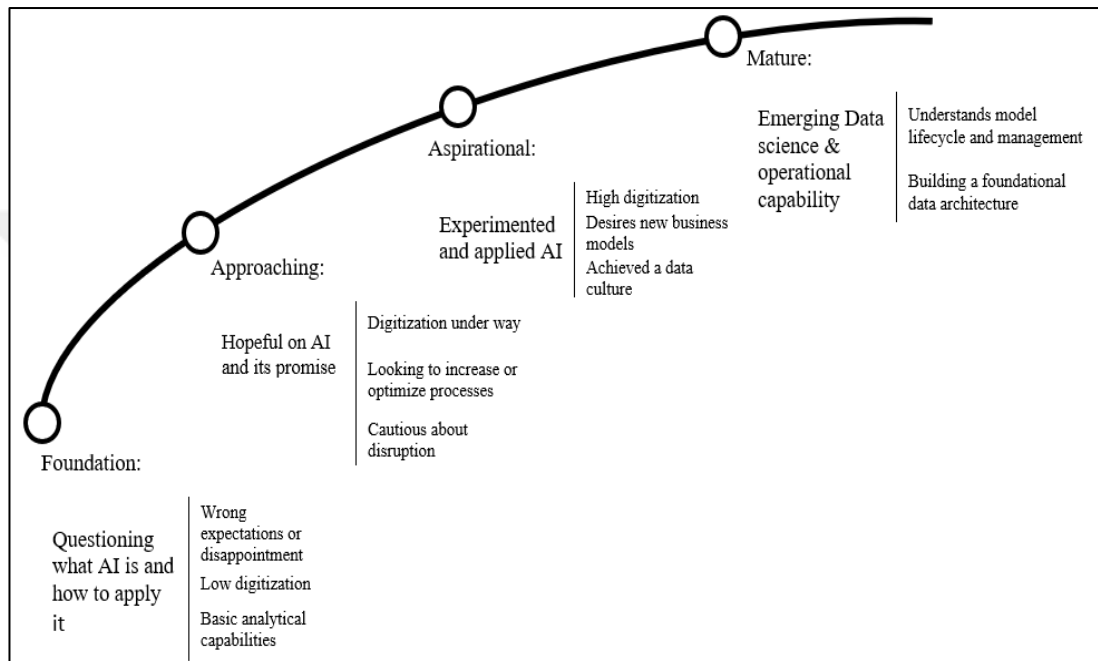 Mature:
Emerging Data
science &
operational
capability
Understands model
lifecycle and management
Building a foundational
data architecture
Aspirational:
Experimented
and applied AI
High digitization
Desires new business
models
Achieved a data
culture
Approaching:
Hopeful on AI
and its promise
Digitization under way
Looking to increase or
optimize processes
Cautious about
disruption
Foundation:
Questioning
what AI is and
how to apply
it
Wrong
expectations or
disappointment
Low digitization
Basic analytical
capabilities